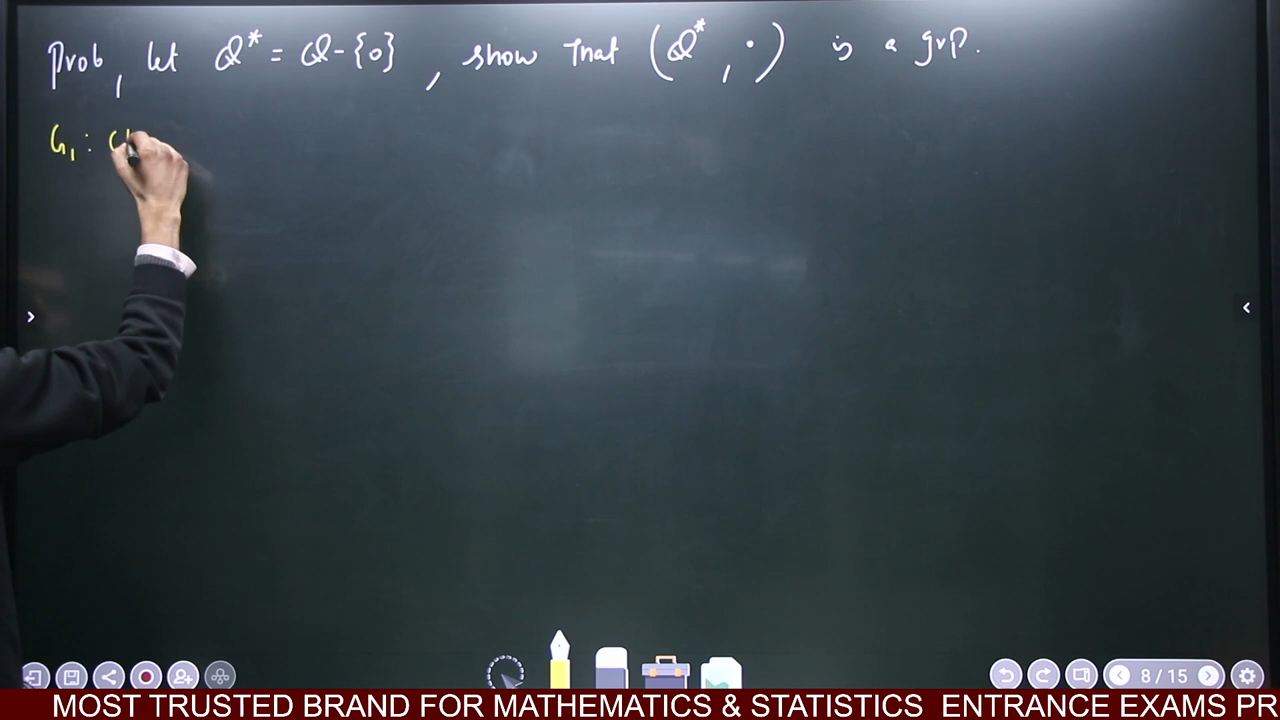 Prob, let Q* = Q-{0}, show that (Q*, ·) is a grp.
G₁: Cl
8/15
MOST TRUSTED BRAND FOR MATHEMATICS & STATISTICS ENTRANCE EXAMS PR